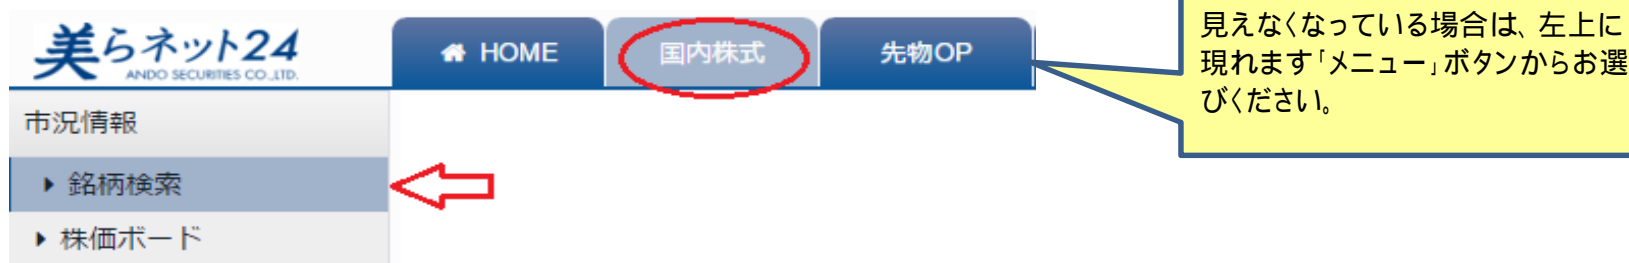 美らネット24
ANDO SECURITIES CO.,LTD.
HOME
国内株式
先物OP
見えなくなっている場合は、左上に
現れます「メニュー」ボタンからお選
びください。
市況情報
銘柄検索
株価ボード